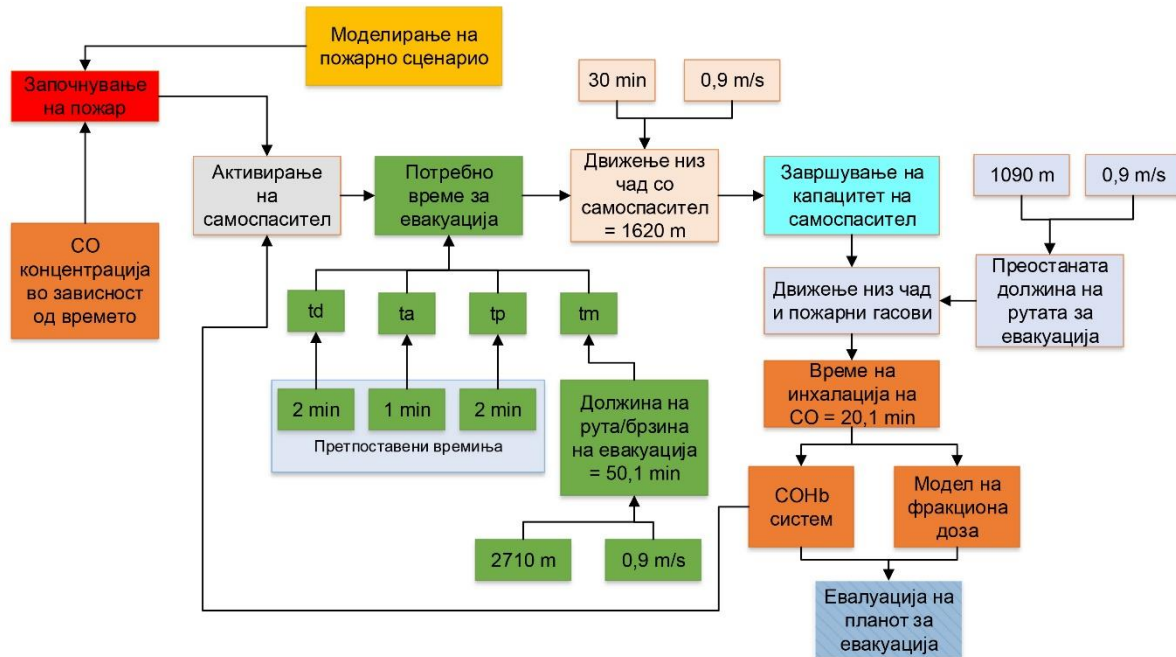 Моделирање на
пожарно сценарио
Започнување
на пожар
30 min
0,9 m/s
Активирање
на
самоспасител
Потребно
време за
евакуација
Движење низ
чад со
самоспасител
= 1620 m
Завршување на
капацитет на
самоспасител
1090 m
0,9 m/s
СО
концентрација
во зависност
од времето
td
ta
tp
tm
Движење низ чад
и пожарни гасови
Преостаната
должина на
рутата за
евакуација
2 min
1 min
2 min
Претпоставени времиња
Должина на
рута/брзина
на евакуација
= 50,1 min
Време на
инхалација на
СО = 20,1 min
2710 m
0,9 m/s
COHb
систем
Модел на
фракциона
доза
Евалуација на
планот за
евакуација